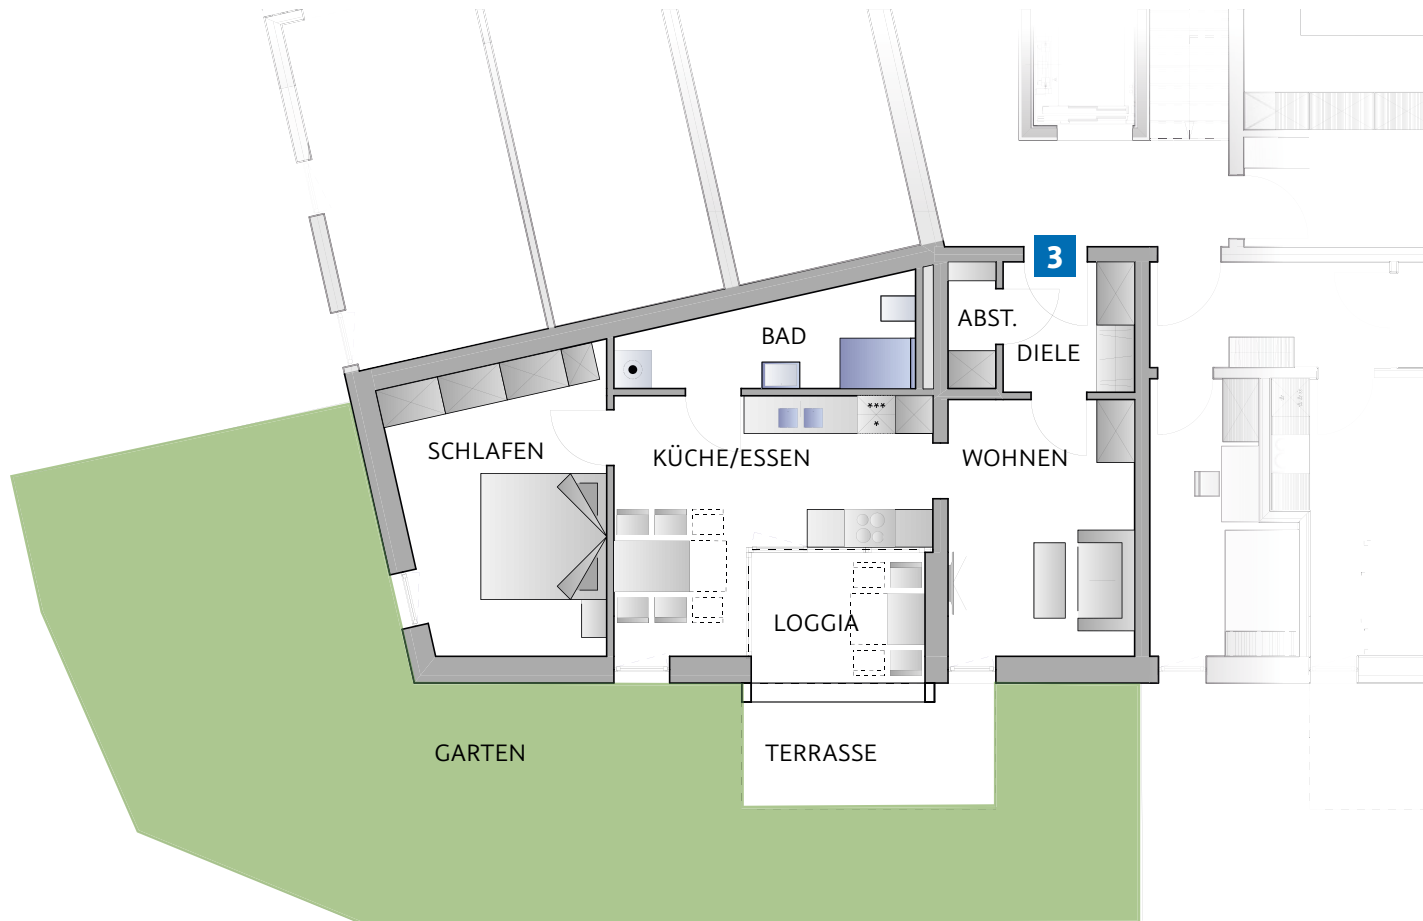 3
ABST.
BAD
DIELE
SCHLAFEN
KÜCHE/ESSEN
WOHNEN
***
*
LOGGIA
GARTEN
TERRASSE